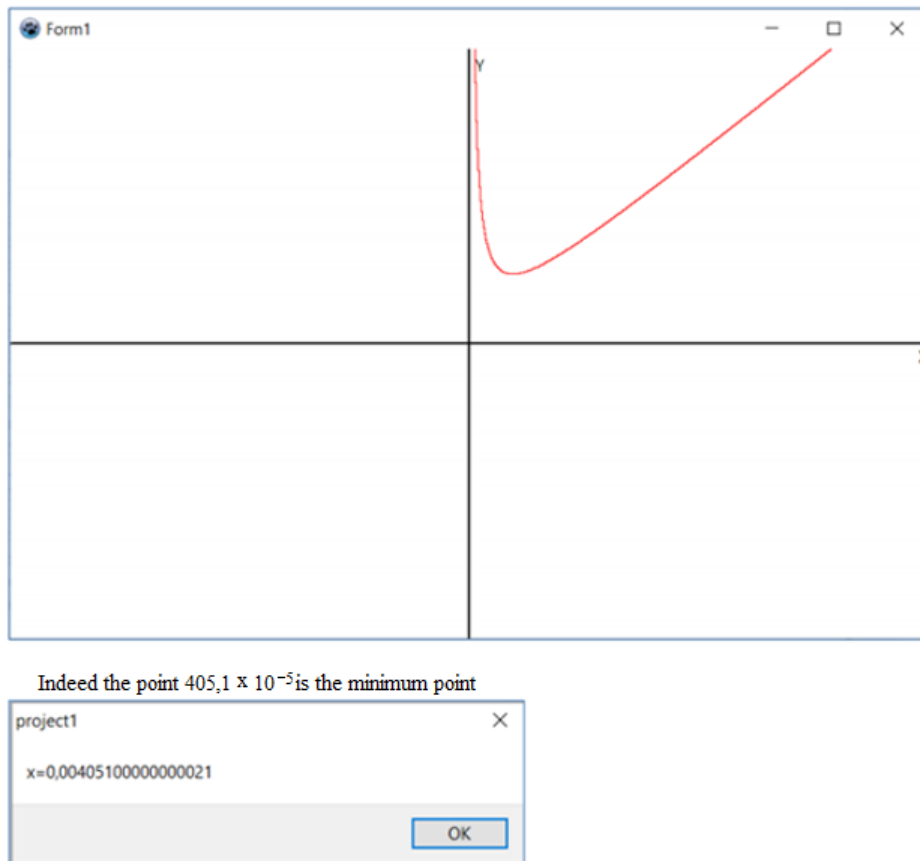 Form1
Y
Indeed the point 405,1 x 10⁻⁵ is the minimum point
project1
x=0,00405100000000021
OK